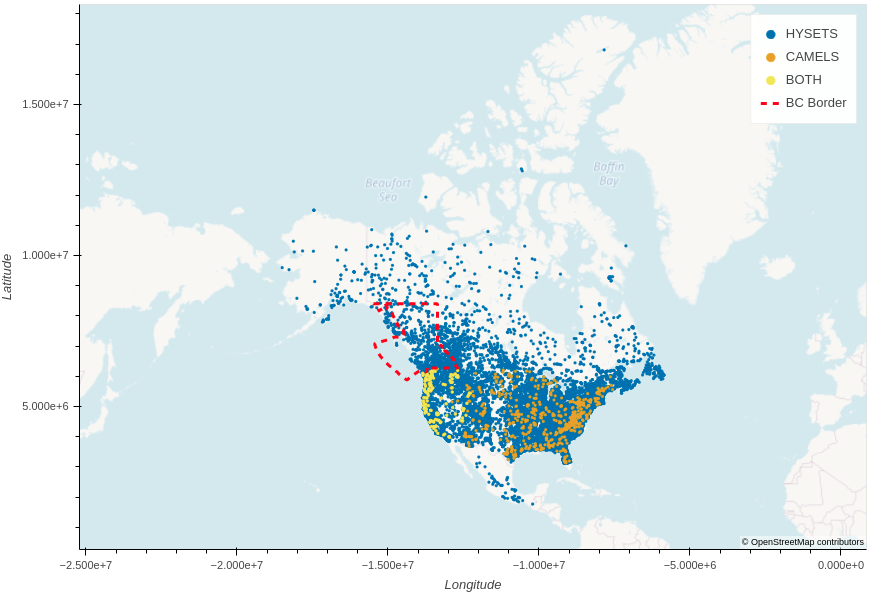 HYSETS
CAMELS
BOTH
BC Border
1.500e+7
1.000e+7
5.000e+6
Latitude
Beaufort
Sea
Baffin
Bay
© OpenStreetMap contributors
−2.500e+7
−2.000e+7
−1.500e+7
−1.000e+7
−5.000e+6
0.000e+0
Longitude